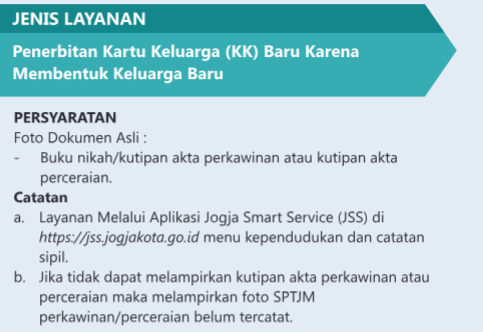 JENIS LAYANAN
Penerbitan Kartu Keluarga (KK) Baru Karena
Membentuk Keluarga Baru
PERSYARATAN
Foto Dokumen Asli :
- Buku nikah/kutipan akta perkawinan atau kutipan akta
perceraian.
Catatan
a. Layanan Melalui Aplikasi Jogja Smart Service (JSS) di
https://jss.jogjakota.go.id menu kependudukan dan catatan
sipil.
b. Jika tidak dapat melampirkan kutipan akta perkawinan atau
perceraian maka melampirkan foto SPTJM
perkawinan/perceraian belum tercatat.